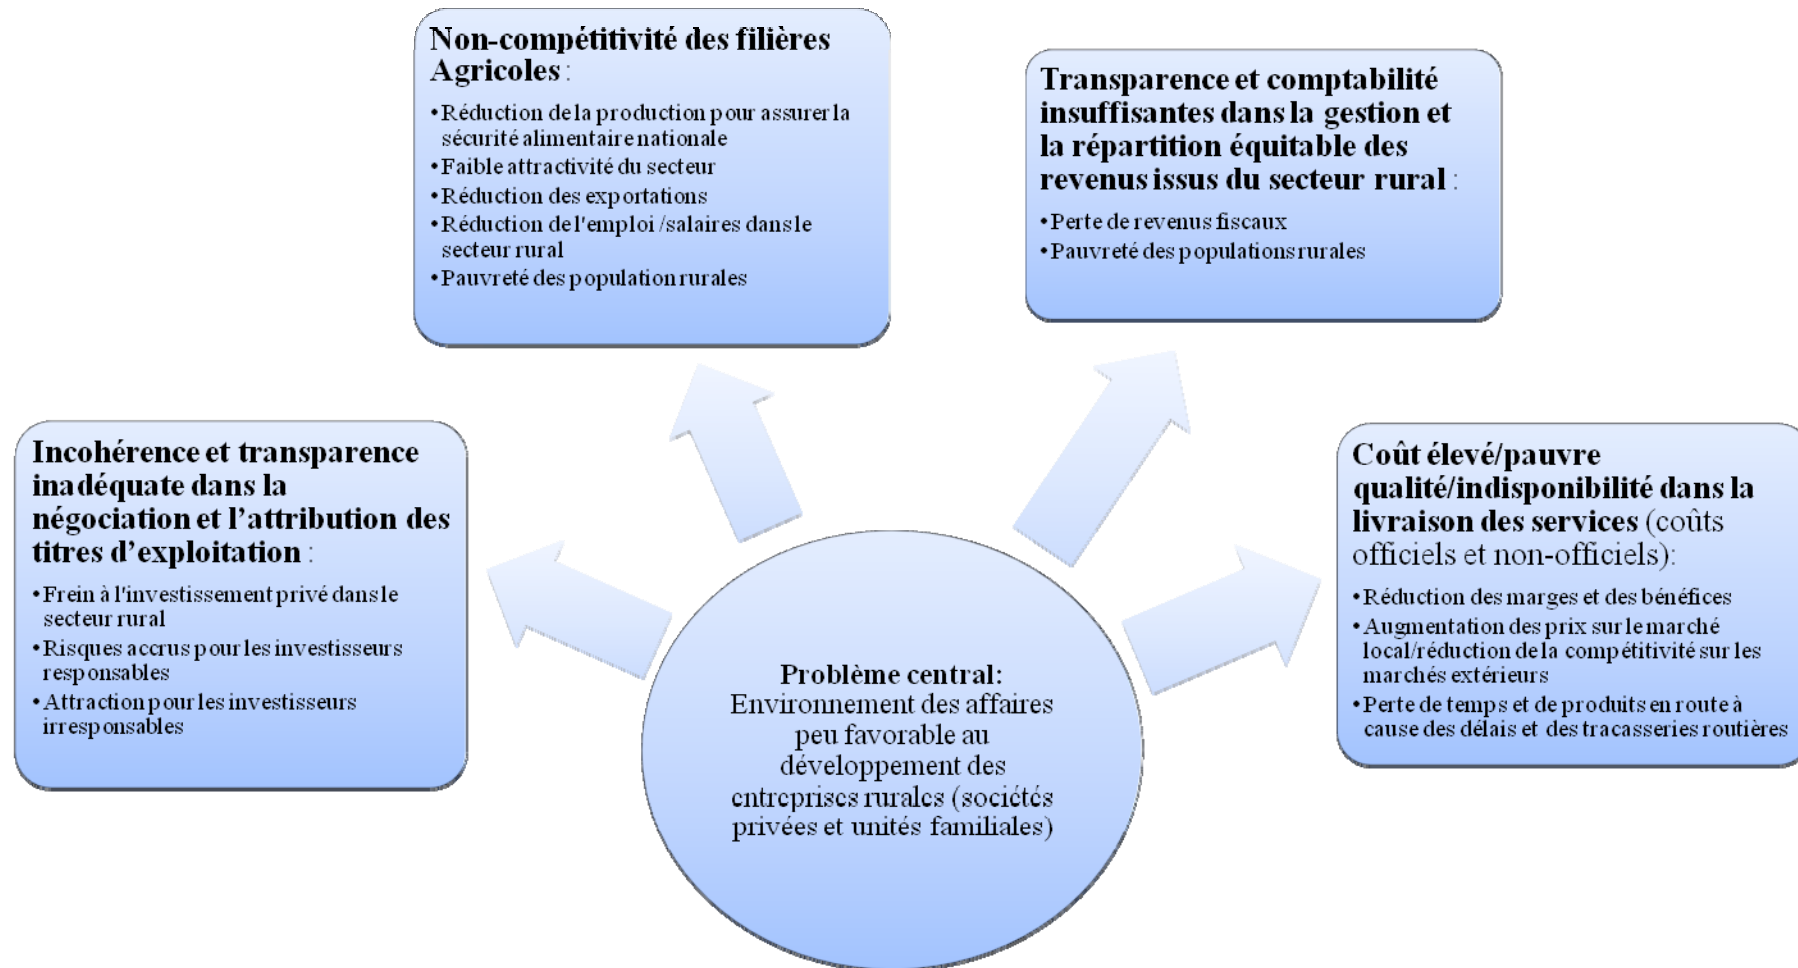 Non-compétitivité des filières
Agricoles :
•Réduction de la production pour assurer la
sécurité alimentaire nationale
•Faible attractivité du secteur
•Réduction des exportations
•Réduction de l'emploi /salaires dans le
secteur rural
•Pauvreté des population rurales
Transparence et comptabilité
insuffisantes dans la gestion et
la répartition équitable des
revenus issus du secteur rural :
•Perte de revenus fiscaux
•Pauvreté des populations rurales
Incohérence et transparence
inadéquate dans la
négociation et l’attribution des
titres d’exploitation :
•Frein à l'investissement privé dans le
secteur rural
•Risques accrus pour les investisseurs
responsables
•Attraction pour les investisseurs
irresponsables
Coût élevé/pauvre
qualité/indisponibilité dans la
livraison des services (coûts
officiels et non-officiels):
•Réduction des marges et des bénéfices
•Augmentation des prix sur le marché
local/réduction de la compétitivité sur les
marchés extérieurs
•Perte de temps et de produits en route à
cause des délais et des tracasseries routières
Problème central:
Environnement des affaires
peu favorable au
développement des
entreprises rurales (sociétés
privées et unités familiales)